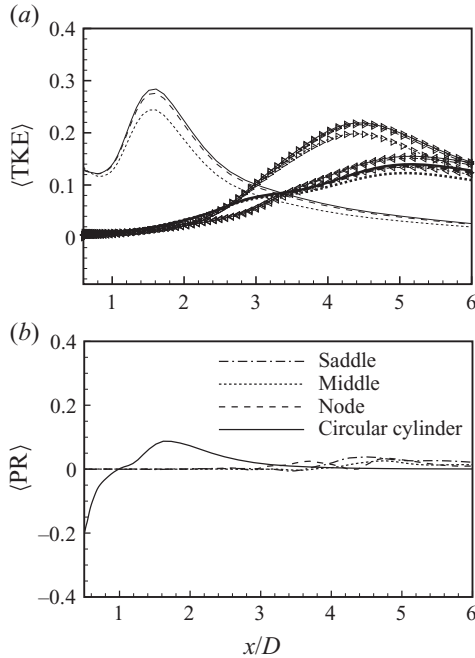 (a)
0.4
0.3
0.2
0.1
0
⟨TKE⟩
1 2 3 4 5 6
(b)
0.4
0.2
0
−0.2
−0.4
⟨PR⟩
Saddle
Middle
Node
Circular cylinder
1 2 3 4 5 6
x/D